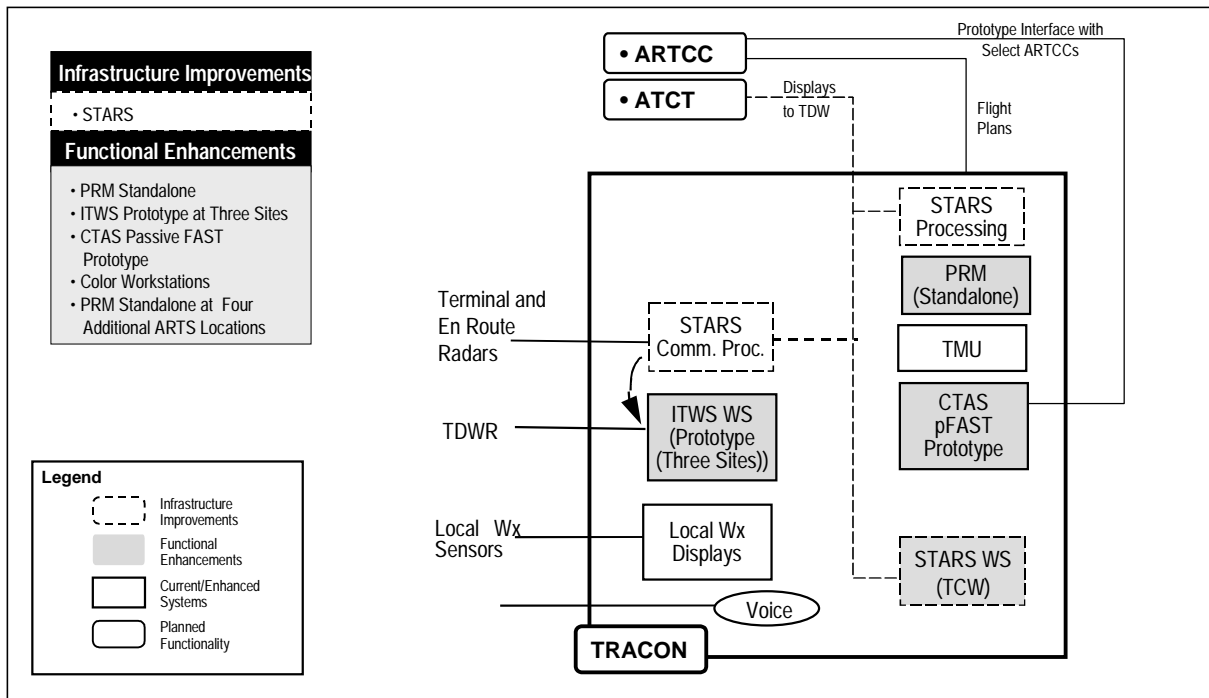 Infrastructure Improvements
• STARS
Functional Enhancements
• PRM Standalone
• ITWS Prototype at Three Sites
• CTAS Passive FAST
Prototype
• Color Workstations
• PRM Standalone at Four
Additional ARTS Locations
• ARTCC
• ATCT
Prototype Interface with
Select ARTCCs
Displays
to TDW
Flight
Plans
STARS
Processing
PRM
(Standalone)
TMU
CTAS
pFAST
Prototype
STARS WS
(TCW)
Terminal and
En Route
Radars
STARS
Comm. Proc.
TDWR
ITWS WS
(Prototype
(Three Sites))
Local Wx
Sensors
Local Wx
Displays
Voice
TRACON
Legend
Infrastructure
Improvements
Functional
Enhancements
Current/Enhanced
Systems
Planned
Functionality